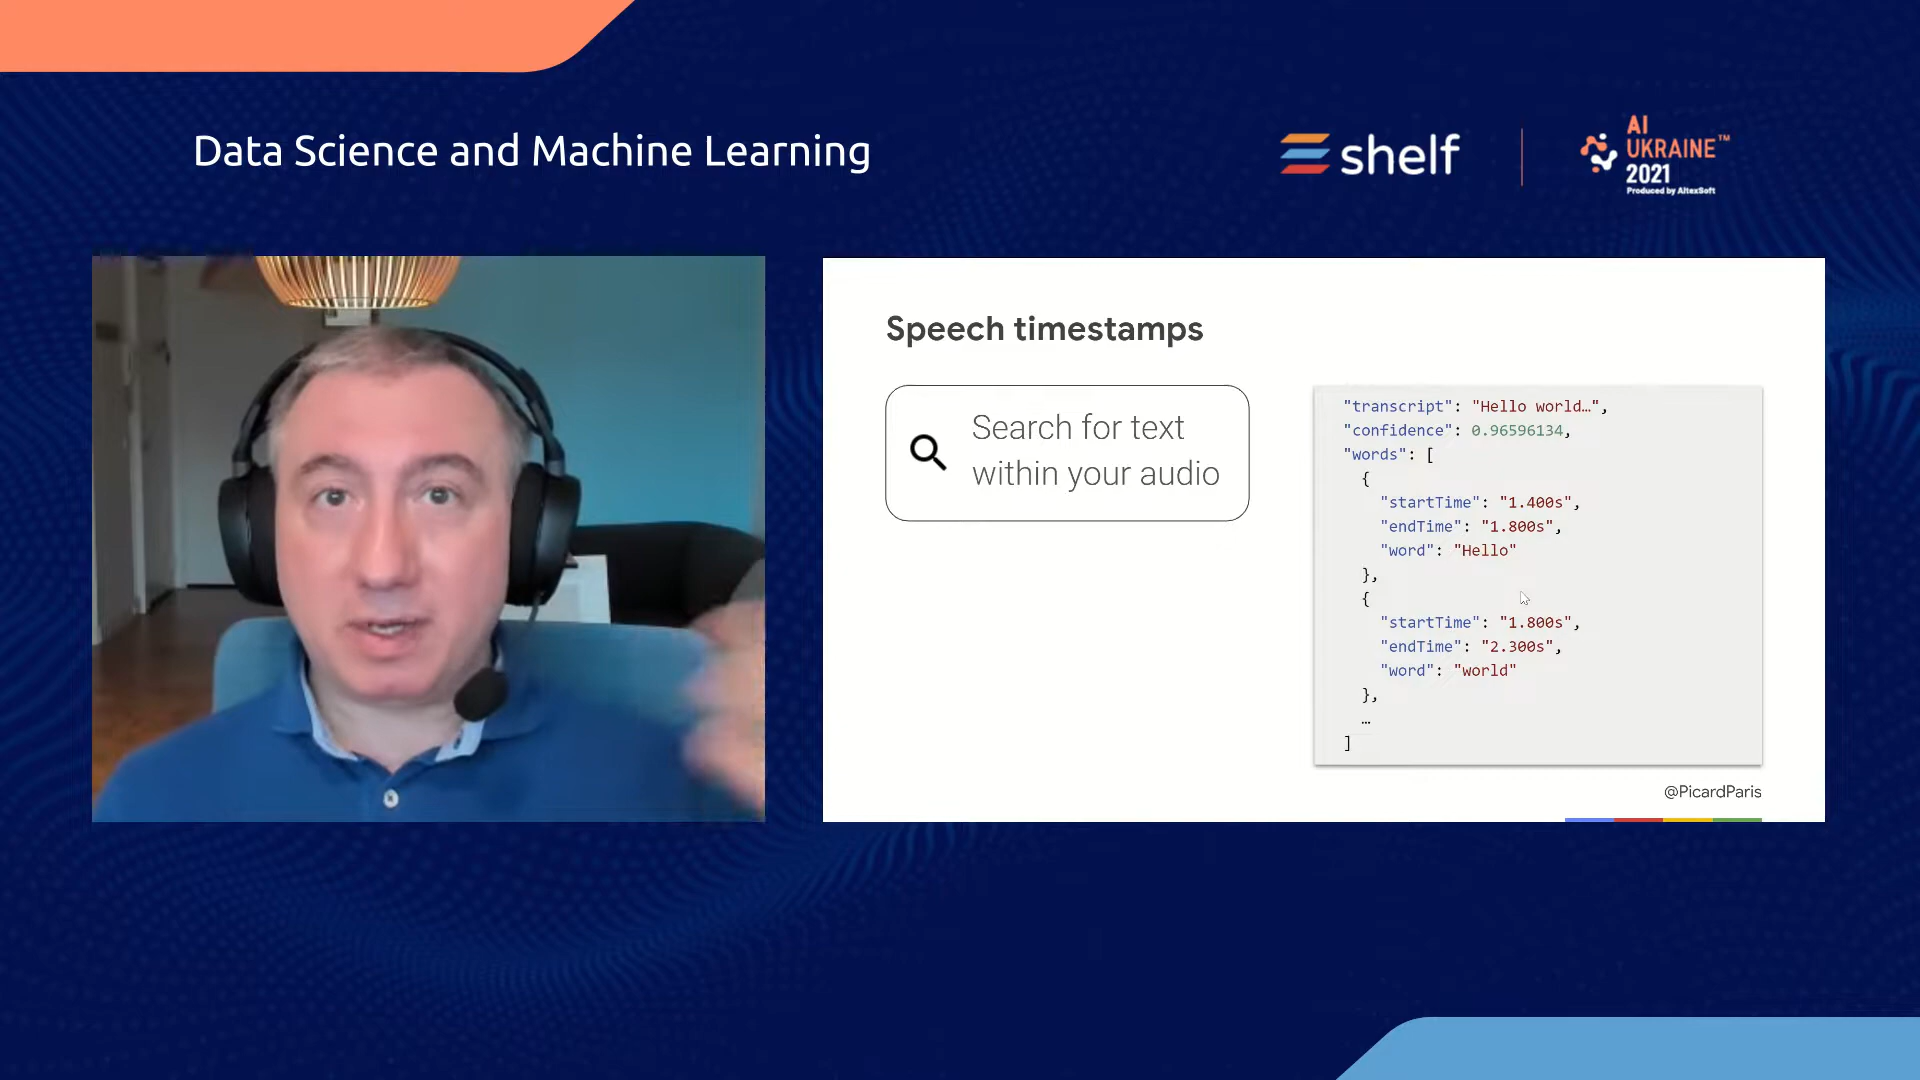 Data Science and Machine Learning
shelf
AI
UKRAINE™
2021
Produced by AltexSoft
Speech timestamps
Search for text
within your audio
"transcript": "Hello world…",
"confidence": 0.96596134,
"words": [
{
"startTime": "1.400s",
"endTime": "1.800s",
"word": "Hello"
},
{
"startTime": "1.800s",
"endTime": "2.300s",
"word": "world"
},
…
]
@PicardParis